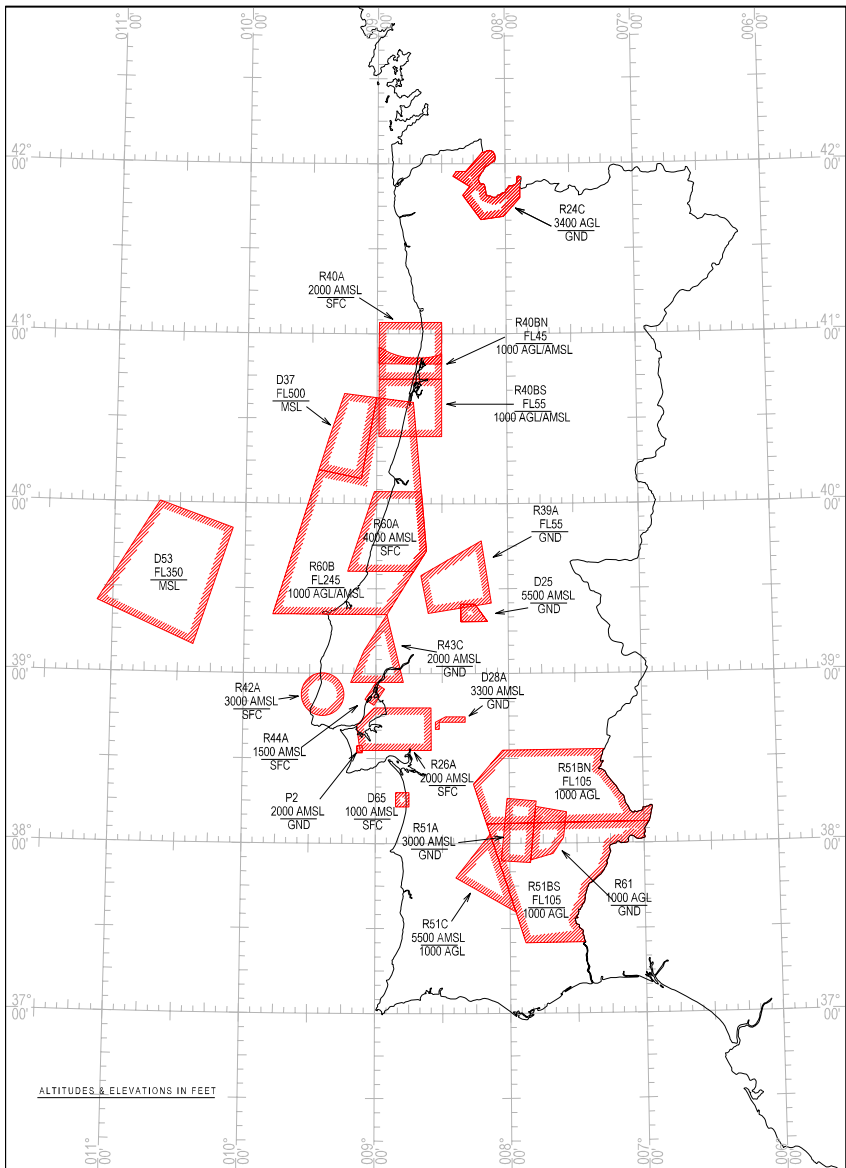 011°
00'
010°
00'
009°
00'
008°
00'
007°
00'
006°
00'
42°
00'
42°
00'
R24C
3400 AGL
GND
R40A
2000 AMSL
SFC
41°
00'
41°
00'
R40BN
FL45
1000 AGL/AMSL
D37
FL500
MSL
R40BS
FL55
1000 AGL/AMSL
40°
00'
40°
00'
R60A
4000 AMSL
SFC
R39A
FL55
GND
D53
FL350
MSL
R60B
FL245
1000 AGL/AMSL
D25
5500 AMSL
GND
39°
00'
39°
00'
R43C
2000 AMSL
GND
R42A
3000 AMSL
SFC
D28A
3300 AMSL
GND
R44A
1500 AMSL
SFC
R26A
2000 AMSL
SFC
R51BN
FL105
1000 AGL
P2
2000 AMSL
GND
D65
1000 AMSL
SFC
38°
00'
38°
00'
R51A
3000 AMSL
GND
R51BS
FL105
1000 AGL
R61
1000 AGL
GND
R51C
5500 AMSL
1000 AGL
37°
00'
37°
00'
ALTITUDES & ELEVATIONS IN FEET
011°
00'
010°
00'
009°
00'
008°
00'
007°
00'
006°
00'